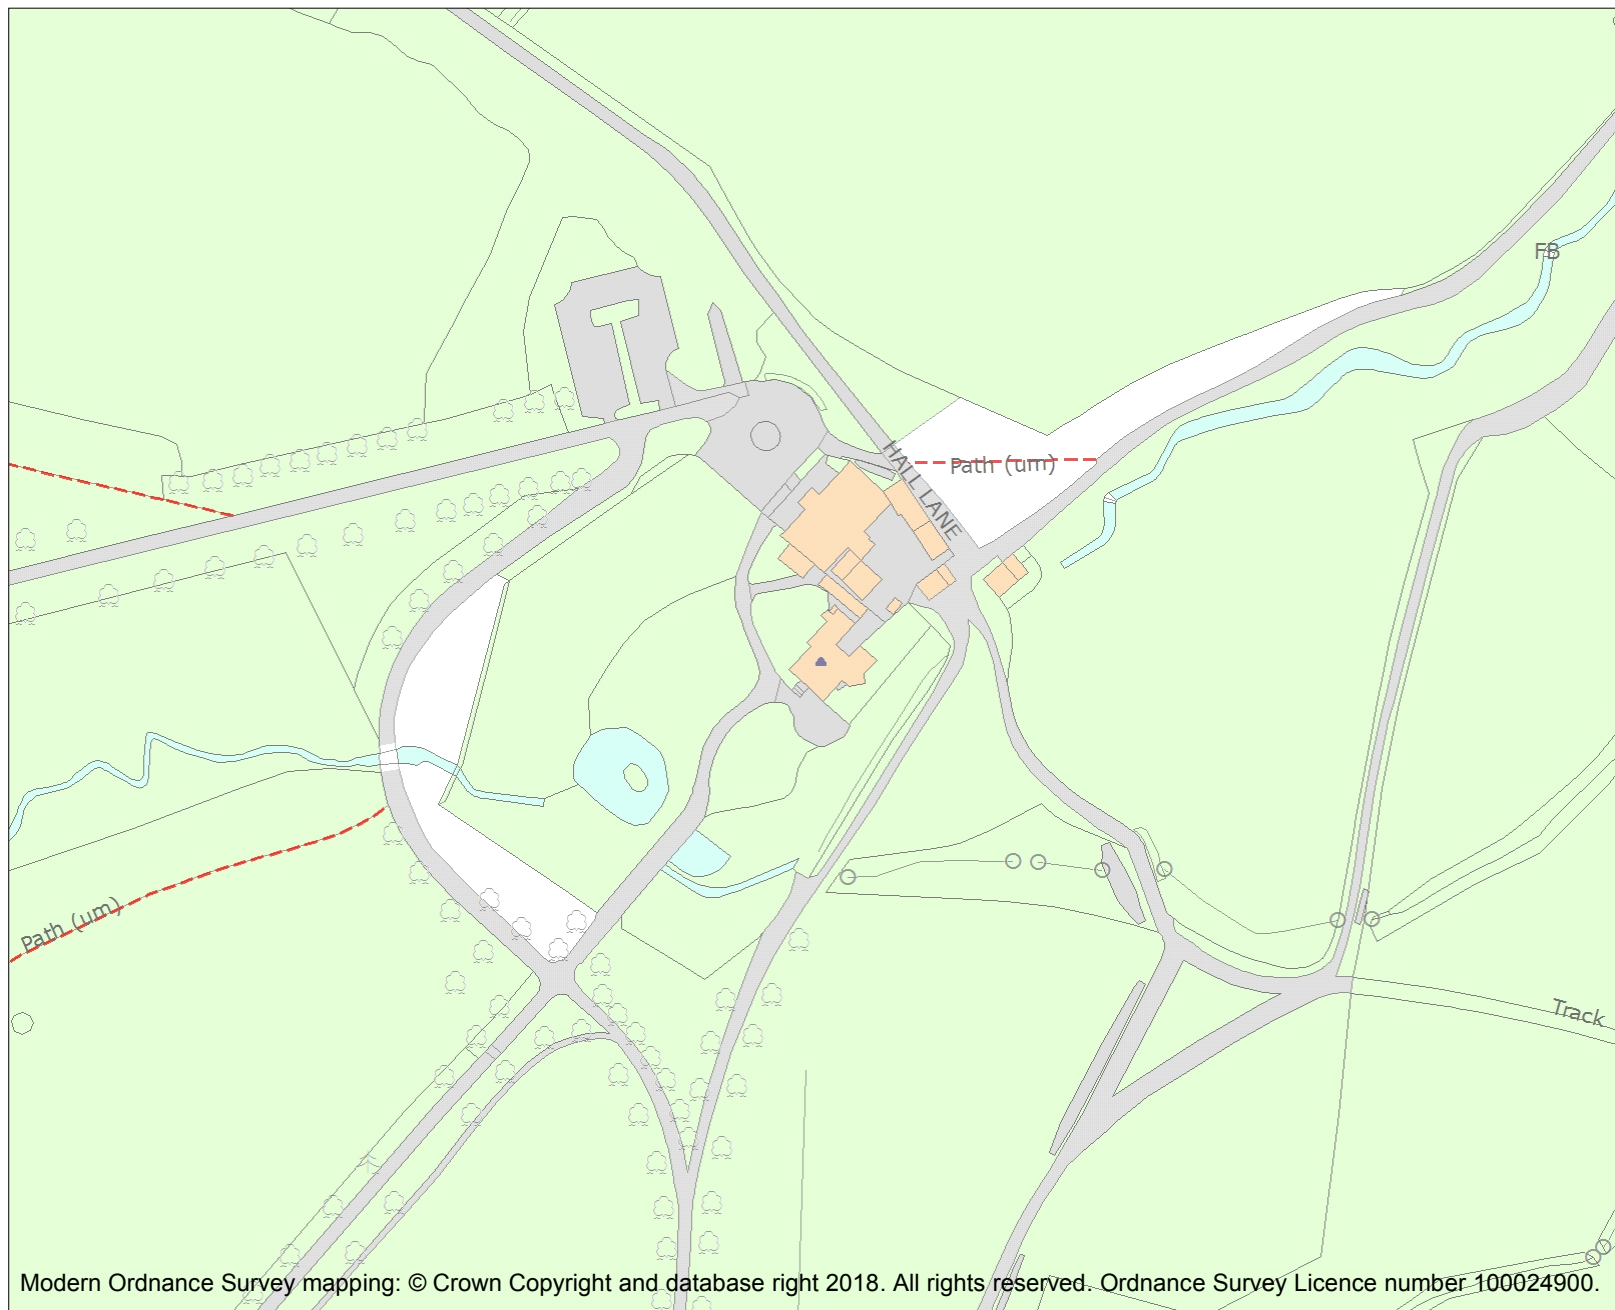 FB
HALL LANE
Path (um)
Path (um)
Track
Modern Ordnance Survey mapping: © Crown Copyright and database right 2018. All rights reserved. Ordnance Survey Licence number 100024900.